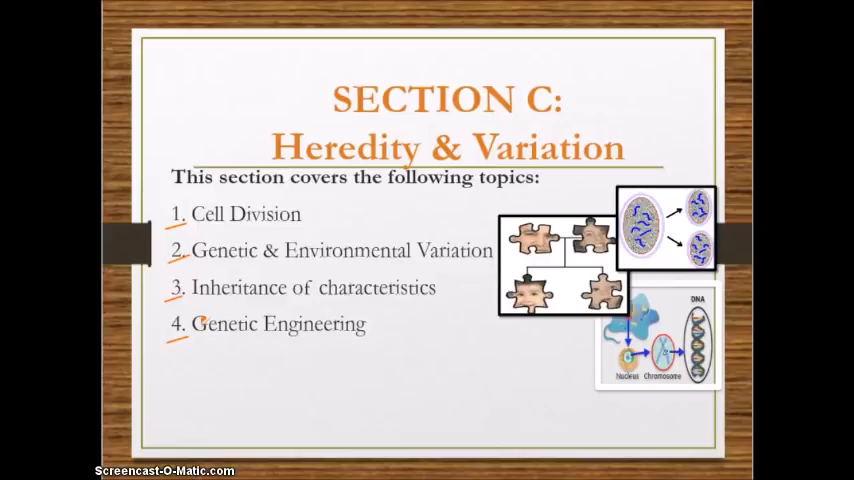 SECTION C:
Heredity & Variation
This section covers the following topics:
1. Cell Division
2. Genetic & Environmental Variation
3. Inheritance of characteristics
4. Genetic Engineering
DNA
Nucleus Chromosome
Screencast-O-Matic.com